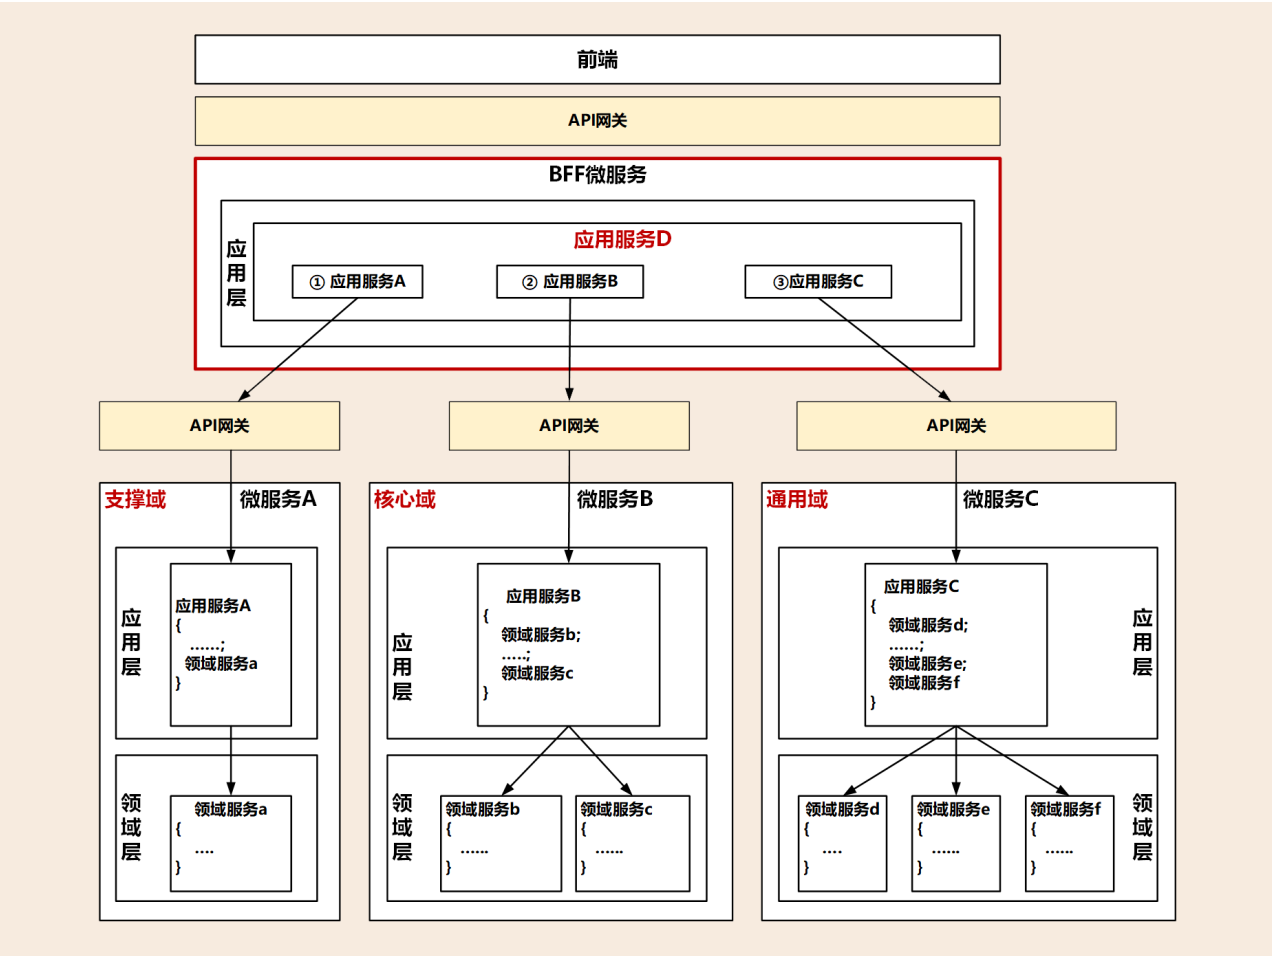 前端
API网关
BFF微服务
应用层
应用服务D
① 应用服务A
② 应用服务B
③应用服务C
API网关
API网关
API网关
支撑域
微服务A
应用层
应用服务A
{
......;
领域服务a
}
领域层
领域服务a
{
....
}
核心域
微服务B
应用层
应用服务B
{
领域服务b;
.....;
领域服务c
}
领域层
领域服务b
{
......
}
领域服务c
{
......
}
通用域
微服务C
应用服务C
{
领域服务d;
......;
领域服务e;
领域服务f
}
应用层
领域服务d
{
....
}
领域服务e
{
......
}
领域服务f
{
......
}
领域层